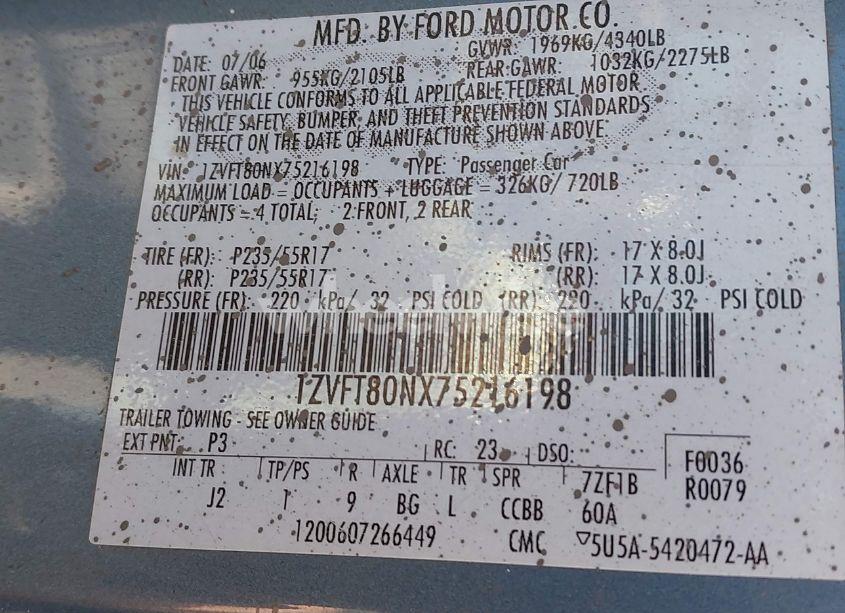 MFD. BY FORD MOTOR CO.
DATE: 07/06 GVWR: 1969KG/4340LB
FRONT GAWR: 955KG/2105LB REAR GAWR: 1032KG/2275LB
THIS VEHICLE CONFORMS TO ALL APPLICABLE FEDERAL MOTOR
VEHICLE SAFETY, BUMPER, AND THEFT PREVENTION STANDARDS
IN EFFECT ON THE DATE OF MANUFACTURE SHOWN ABOVE
VIN: 1ZVFT80NX75216198 TYPE: Passenger Car
MAXIMUM LOAD = OCCUPANTS + LUGGAGE = 326KG/ 720LB
OCCUPANTS = 4 TOTAL; 2 FRONT, 2 REAR
TIRE (FR): P235/55R17 RIMS (FR): 17 X 8.0J
(RR): P235/55R17 (RR): 17 X 8.0J
PRESSURE (FR): 220 kPa/ 32 PSI COLD (RR) 220 kPa/ 32 PSI COLD
1ZVFT80NX75216198
TRAILER TOWING - SEE OWNER GUIDE
EXT PNT: P3 RC: 23 DSO: F0036
INT TR TP/PS R AXLE TR SPR 7ZF1B R0079
J2 1 9 BG L CCBB 60A
1200607266449 CMC ▽5U5A-5420472-AA